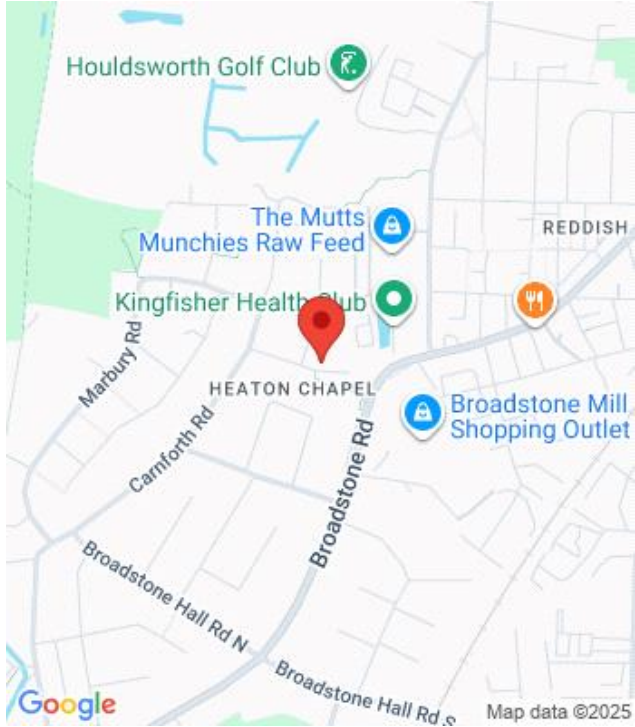 Houldsworth Golf Club
The Mutts
Munchies Raw Feed
REDDISH
Kingfisher Health Club
Marbury Rd
HEATON CHAPEL
Carnforth Rd
Broadstone Rd
Broadstone Mill
Shopping Outlet
Broadstone Hall Rd N
Broadstone Hall Rd S
Google
Map data ©2025